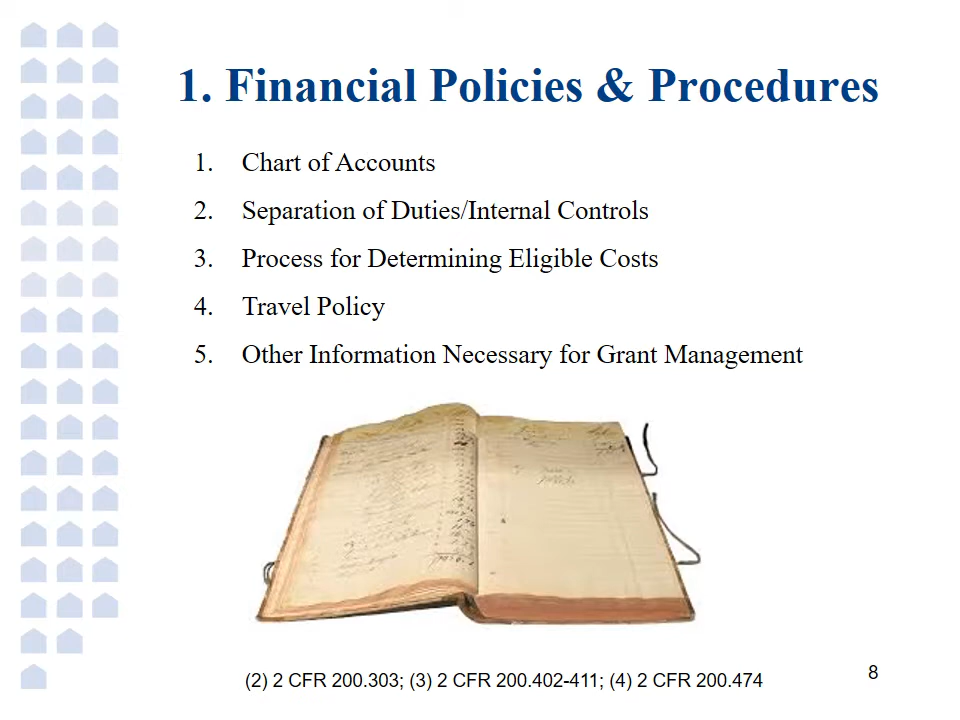 1. Financial Policies & Procedures
1. Chart of Accounts
2. Separation of Duties/Internal Controls
3. Process for Determining Eligible Costs
4. Travel Policy
5. Other Information Necessary for Grant Management
(2) 2 CFR 200.303; (3) 2 CFR 200.402-411; (4) 2 CFR 200.474
8